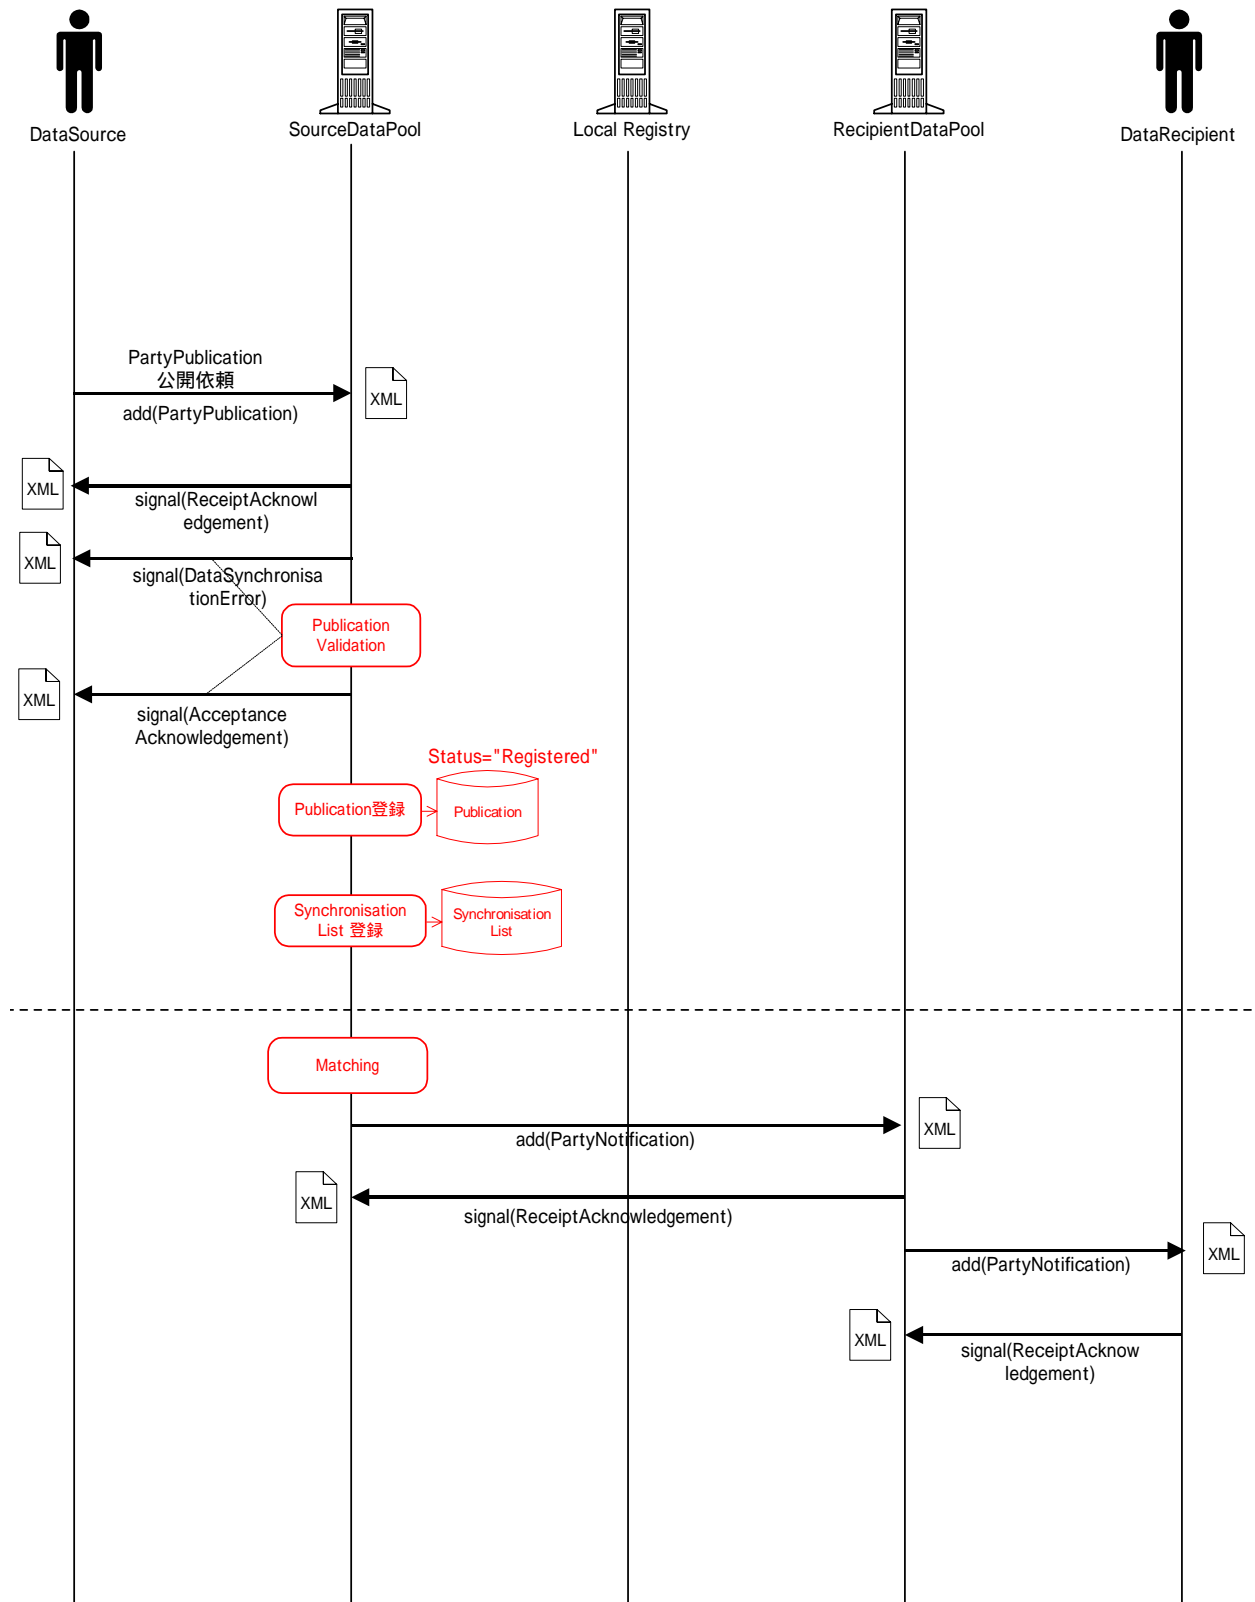 DataSource
SourceDataPool
Local Registry
RecipientDataPool
DataRecipient
PartyPublication
公開依頼
XML
add(PartyPublication)
XML
signal(ReceiptAcknowl
edgement)
XML
signal(DataSynchronisa
tionError)
Publication
Validation
XML
signal(Acceptance
Acknowledgement)
Status="Registered"
Publication登録
Publication
Synchronisation
List 登録
Synchronisation
List
Matching
add(PartyNotification)
XML
XML
signal(ReceiptAcknowledgement)
add(PartyNotification)
XML
XML
signal(ReceiptAcknow
ledgement)